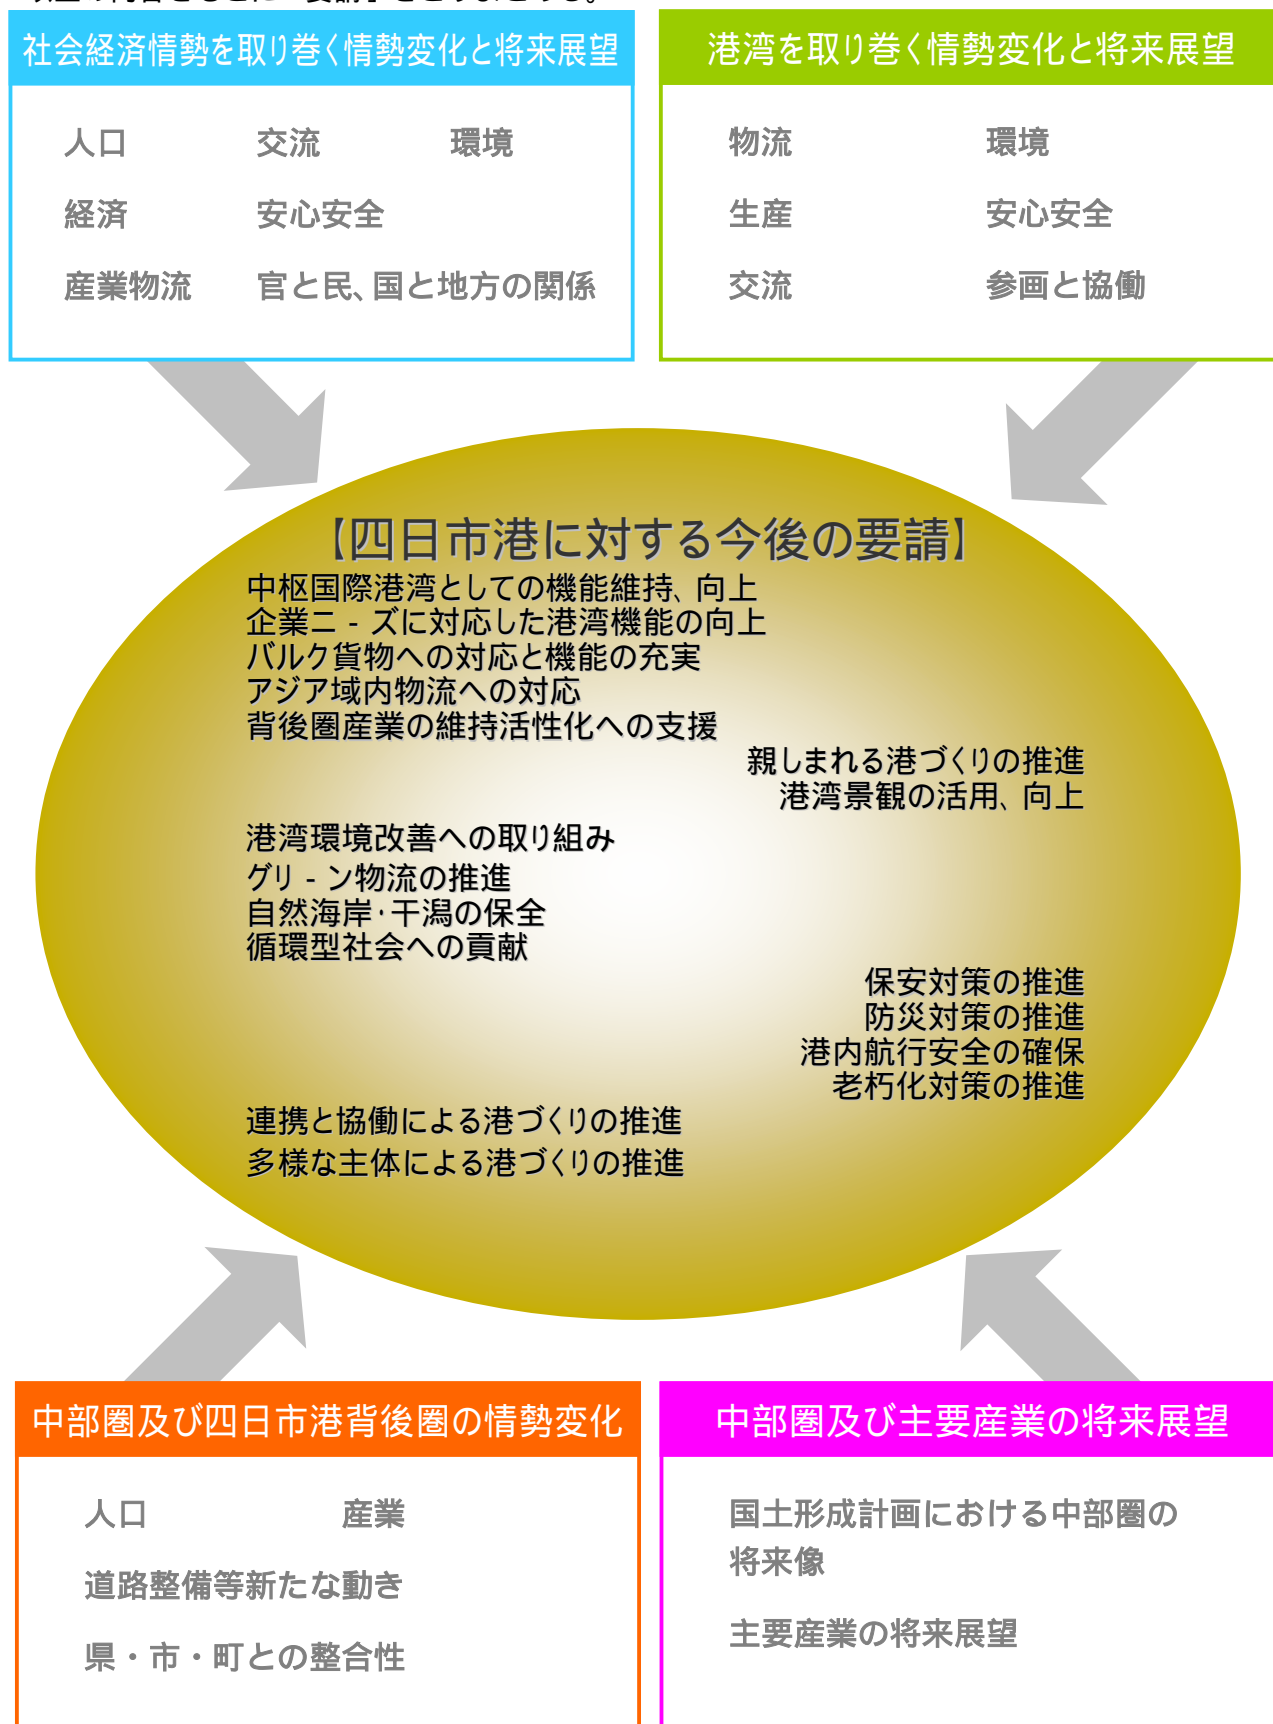 社会経済情勢を取り巻く情勢変化と将来展望
人口 交流 環境
経済 安心安全
産業物流 官と民、国と地方の関係
港湾を取り巻く情勢変化と将来展望
物流 環境
生産 安心安全
交流 参画と協働
【四日市港に対する今後の要請】
中枢国際港湾としての機能維持、向上
企業ニ-ズに対応した港湾機能の向上
バルク貨物への対応と機能の充実
アジア域内物流への対応
背後圏産業の維持活性化への支援
親しまれる港づくりの推進
港湾景観の活用、向上
港湾環境改善への取り組み
グリ-ン物流の推進
自然海岸・干潟の保全
循環型社会への貢献
保安対策の推進
防災対策の推進
港内航行安全の確保
老朽化対策の推進
連携と協働による港づくりの推進
多様な主体による港づくりの推進
中部圏及び四日市港背後圏の情勢変化
人口 産業
道路整備等新たな動き
県・市・町との整合性
中部圏及び主要産業の将来展望
国土形成計画における中部圏の
将来像
主要産業の将来展望